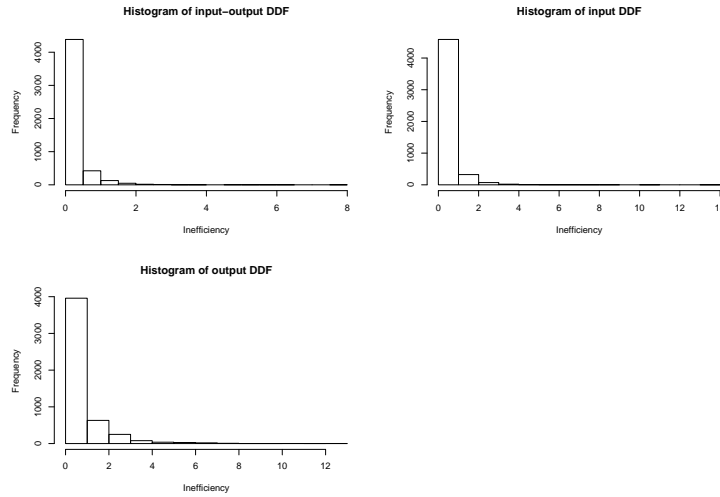 Histogram of input−output DDF
Frequency
0 1000 2000 3000 4000
0 2 4 6 8
Inefficiency
Histogram of input DDF
Frequency
0 1000 2000 3000 4000
0 2 4 6 8 10 12 14
Inefficiency
Histogram of output DDF
Frequency
0 1000 2000 3000 4000
0 2 4 6 8 10 12
Inefficiency